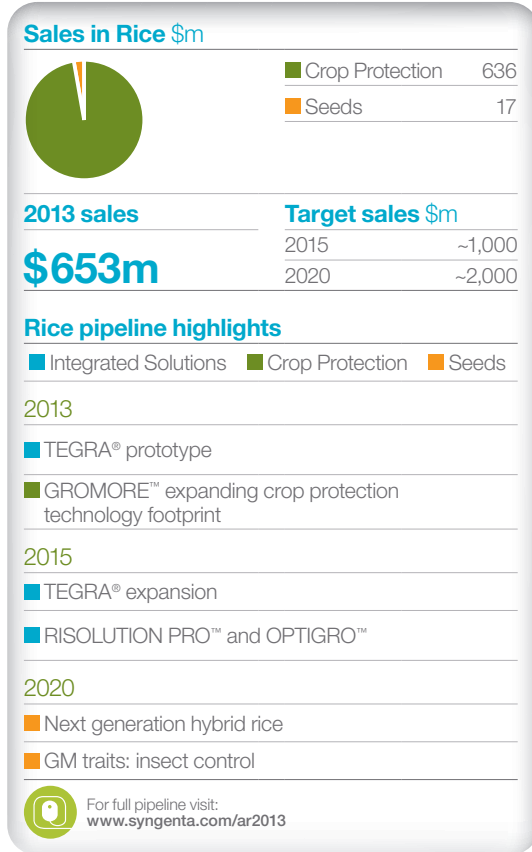 Sales in Rice $m
Crop Protection 636
Seeds 17
2013 sales
$653m
Target sales $m
2015 ~1,000
2020 ~2,000
Rice pipeline highlights
Integrated Solutions Crop Protection Seeds
2013
TEGRA® prototype
GROMORE™ expanding crop protection
technology footprint
2015
TEGRA® expansion
RISOLUTION PRO™ and OPTIGRO™
2020
Next generation hybrid rice
GM traits: insect control
For full pipeline visit:
www.syngenta.com/ar2013